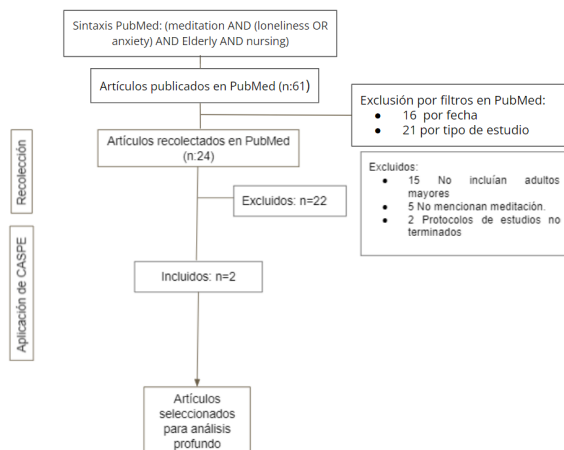 Sintaxis PubMed: (meditation AND (loneliness OR
anxiety) AND Elderly AND nursing)
Artículos publicados en PubMed (n:61)
Exclusión por filtros en PubMed:
● 16 por fecha
● 21 por tipo de estudio
Recolección
Artículos recolectados en PubMed
(n:24)
Excluidos:
● 15 No incluían adultos
mayores
● 5 No mencionan meditación.
● 2 Protocolos de estudios no
terminados
Excluidos: n=22
Aplicación de CASPE
Incluidos: n=2
Artículos
seleccionados
para análisis
profundo